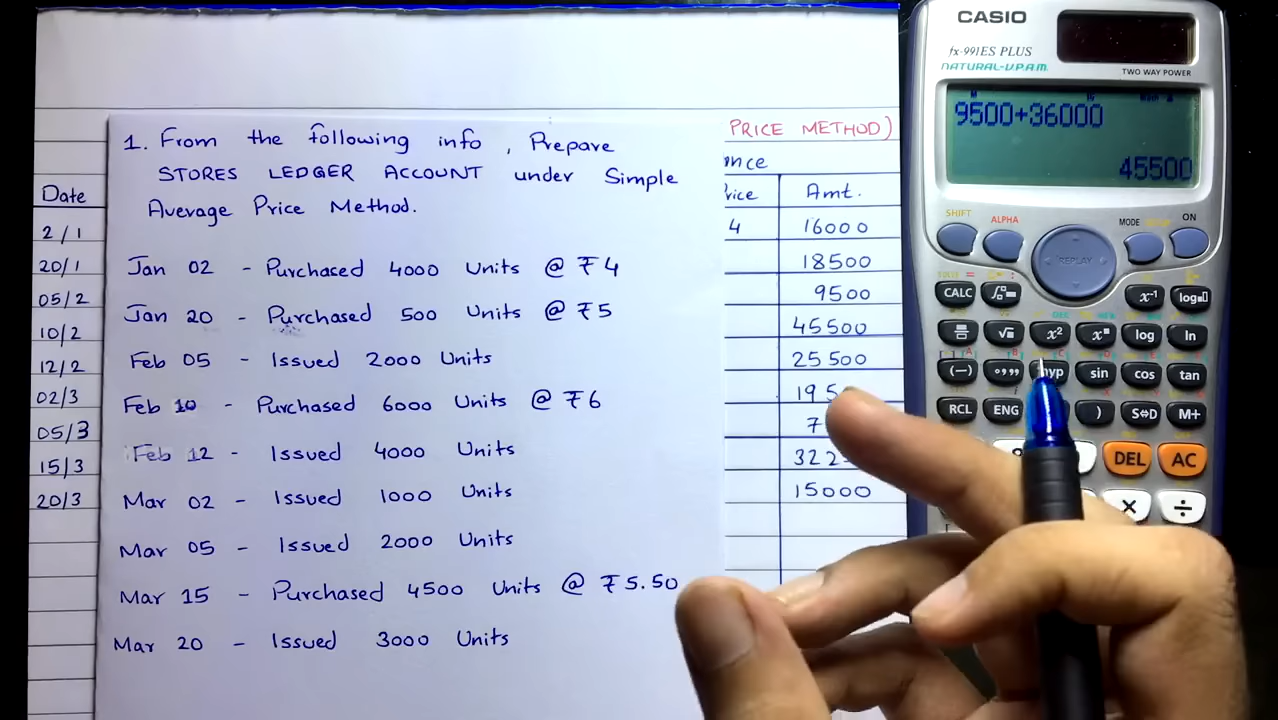 1. From the following info, Prepare
STORES LEDGER ACCOUNT under Simple
Average Price Method.
Jan 02 - Purchased 4000 Units @ ₹4
Jan 20 - Purchased 500 Units @ ₹5
Feb 05 - Issued 2000 Units
Feb 10 - Purchased 6000 Units @ ₹6
Feb 12 - Issued 4000 Units
Mar 02 - Issued 1000 Units
Mar 05 - Issued 2000 Units
Mar 15 - Purchased 4500 Units @ ₹5.50
Mar 20 - Issued 3000 Units
Date
2/1
20/1
05/2
10/2
12/2
02/3
05/3
15/3
20/3
PRICE METHOD)
Amt.
4 16000
18500
9500
45500
25500
15000
CASIO
fx-991ES PLUS
NATURAL-V.P.A.M.
TWO WAY POWER
9500+36000
45500
SHIFT ALPHA MODE ON
REPLAY
CALC x⁻¹ log
√ x² log ln
(-) hyp sin cos tan
RCL ENG ) S⇔D M+
DEL AC
× ÷